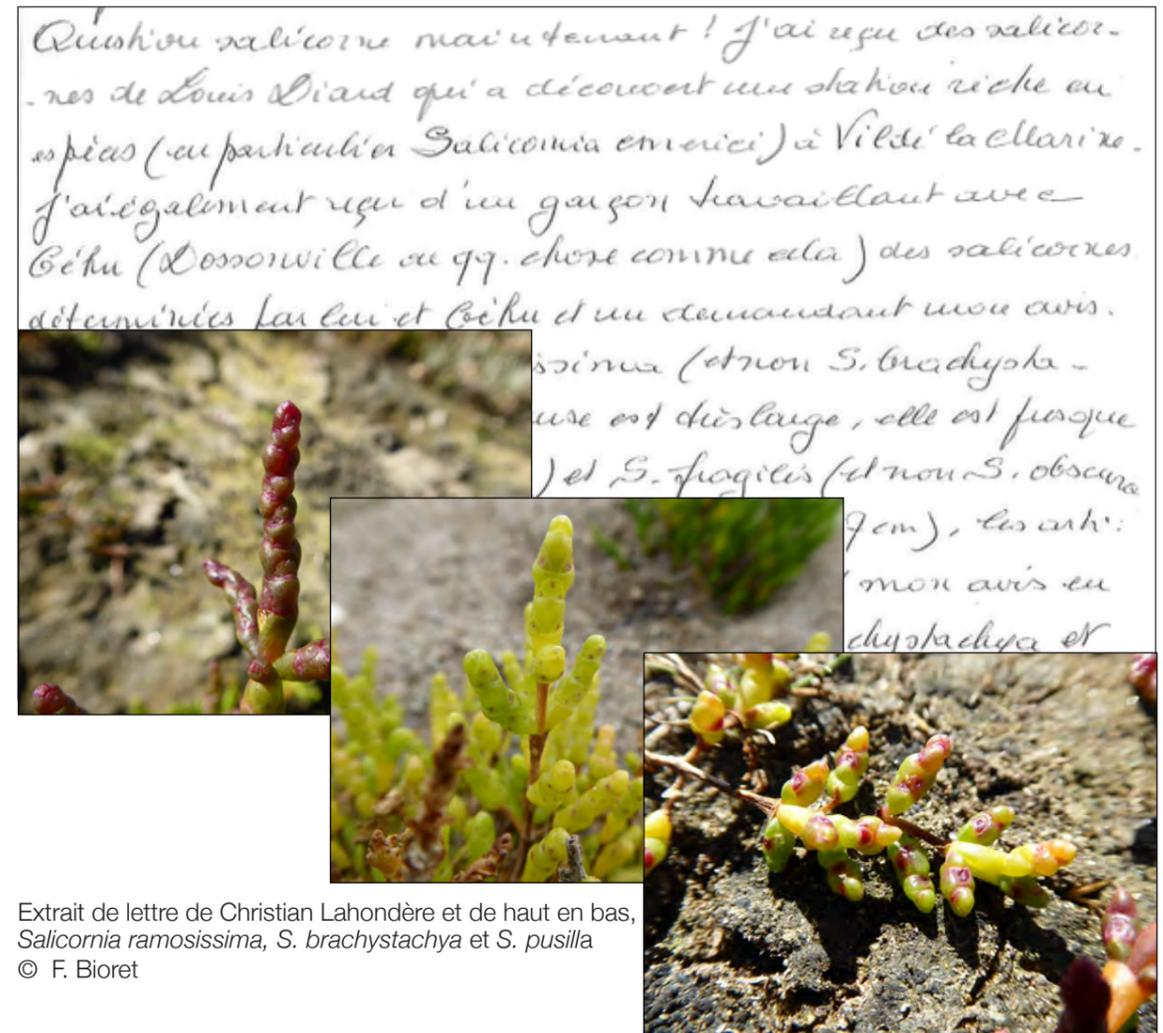 Question salicorne maintenant ! J'ai reçu des salicor-
-nes de Louis Diard qui a découvert une station riche en
espèces (en particulier Salicornia emerici) à Vildé la Marine.
J'ai également reçu d'un garçon travaillant avec
Géhu (Dossonville ou qq. chose comme cela) des salicornes
déterminées par lui et Géhu et me demandant mon avis.
ssima (et non S. brachysta-
euse est très large, elle est presque
) et S. fragilis (et non S. obscura
7 cm), les arti:
mon avis en
chystachya et
Extrait de lettre de Christian Lahondère et de haut en bas,
Salicornia ramosissima, S. brachystachya et S. pusilla
© F. Bioret